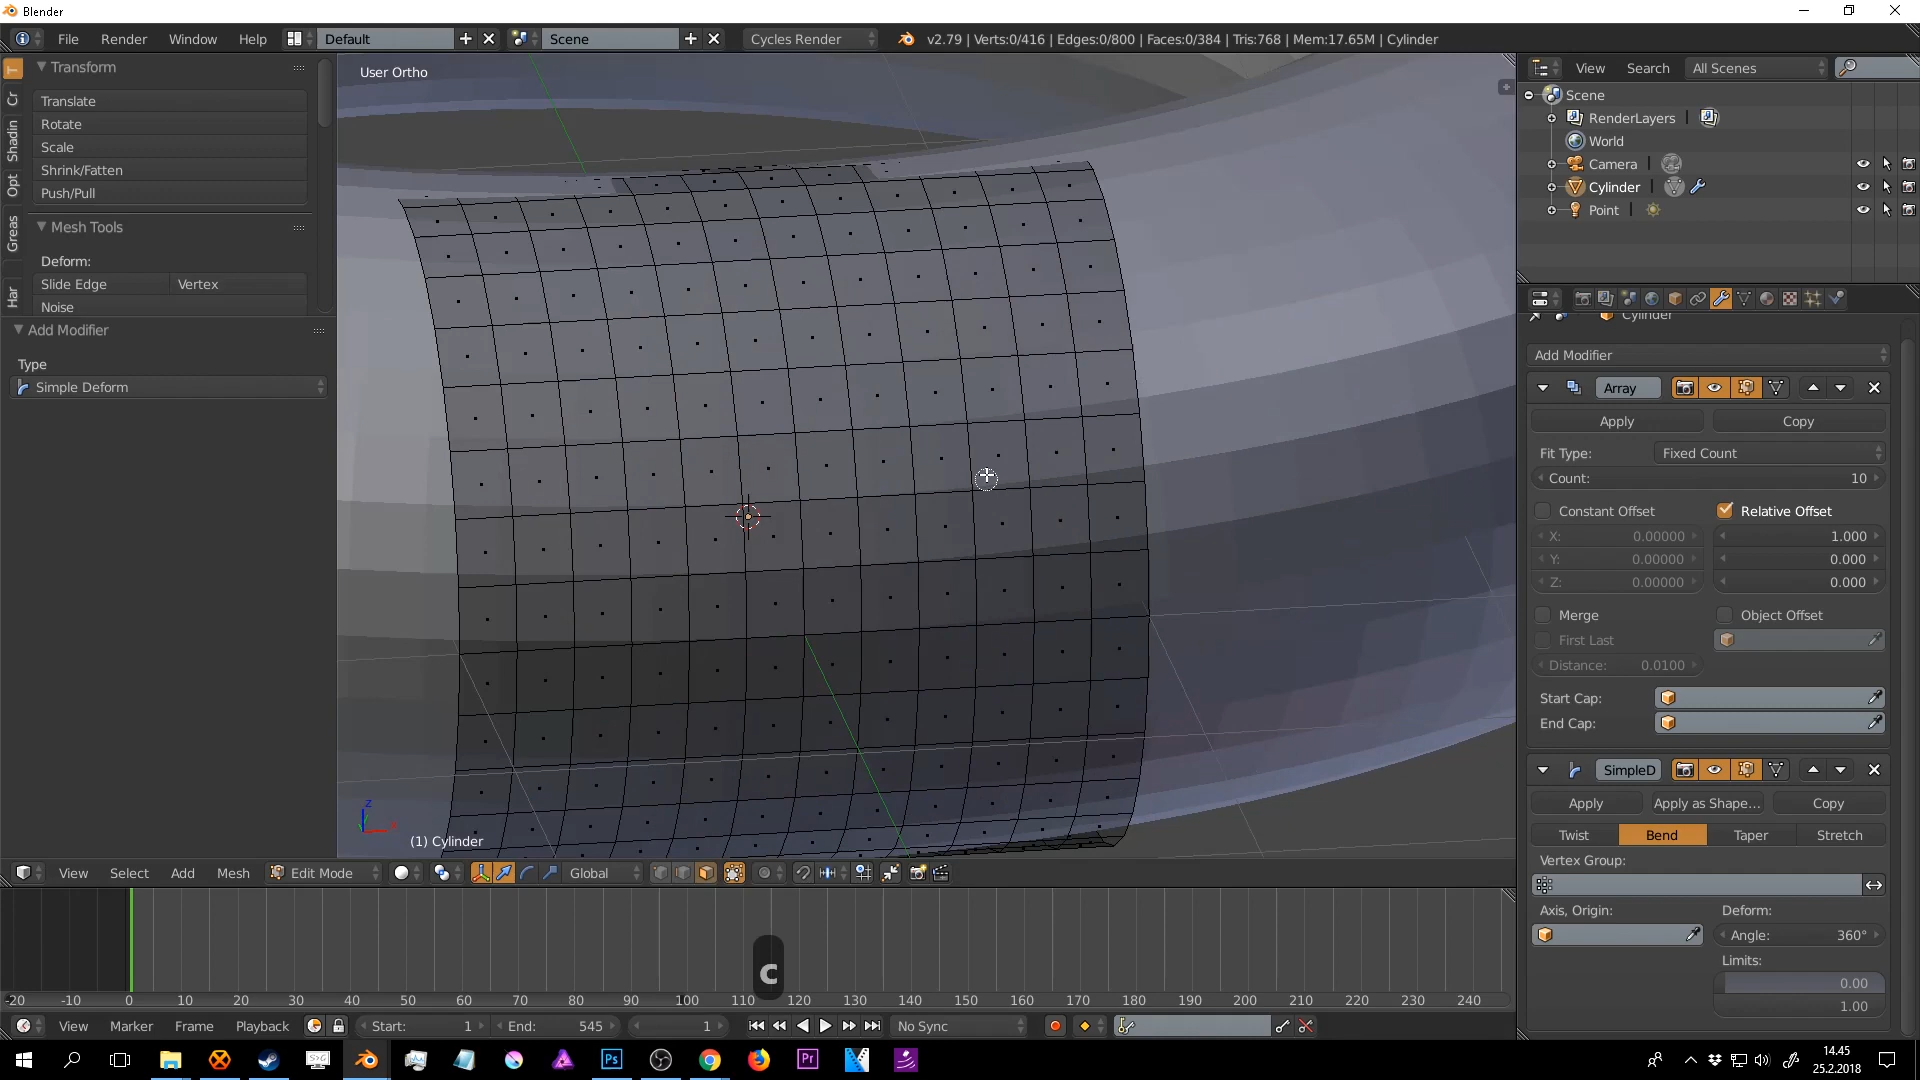 Blender
File Render Window Help Default Scene Cycles Render v2.79 | Verts:0/416 | Edges:0/800 | Faces:0/384 | Tris:768 | Mem:17.65M | Cylinder
T
Cr
Shadin
Opt
Greas
Har
Transform
Translate
Rotate
Scale
Shrink/Fatten
Push/Pull
Mesh Tools
Deform:
Slide Edge Vertex
Noise
Add Modifier
Type
Simple Deform
User Ortho
z
x
(1) Cylinder
View Select Add Mesh Edit Mode Global
View Search All Scenes
Scene
RenderLayers
World
Camera
Cylinder
Point
Cylinder
Add Modifier
Array
Apply Copy
Fit Type: Fixed Count
Count: 10
Constant Offset Relative Offset
X: 0.00000 1.000
Y: 0.00000 0.000
Z: 0.00000 0.000
Merge Object Offset
First Last
Distance: 0.0100
Start Cap:
End Cap:
SimpleD
Apply Apply as Shape... Copy
Twist Bend Taper Stretch
Vertex Group:
Axis, Origin: Deform:
Angle: 360°
Limits:
0.00
1.00
c
-20 -10 0 10 20 30 40 50 60 70 80 90 100 110 120 130 140 150 160 170 180 190 200 210 220 230 240
View Marker Frame Playback Start: 1 End: 545 1 No Sync
Ps
Pr
14.45
25.2.2018